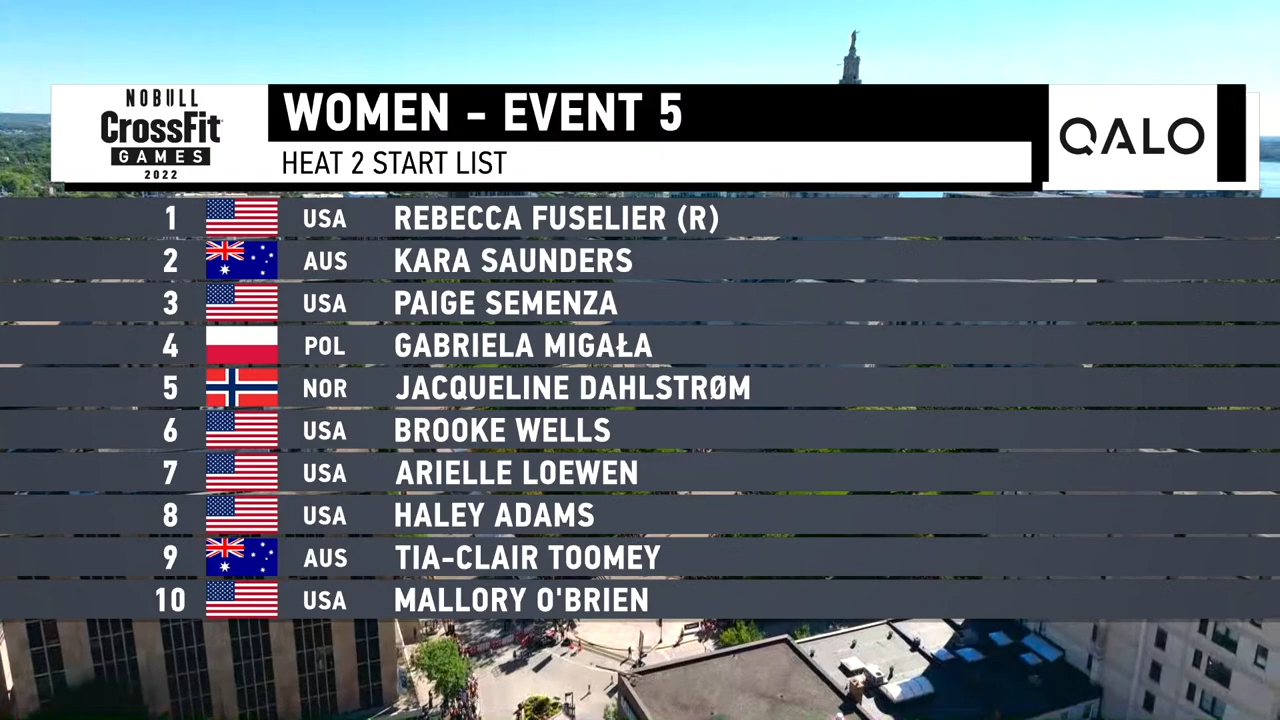 NOBULL
CrossFit
GAMES
2022
WOMEN - EVENT 5
HEAT 2 START LIST
QALO
1 USA REBECCA FUSELIER (R)
2 AUS KARA SAUNDERS
3 USA PAIGE SEMENZA
4 POL GABRIELA MIGAŁA
5 NOR JACQUELINE DAHLSTRØM
6 USA BROOKE WELLS
7 USA ARIELLE LOEWEN
8 USA HALEY ADAMS
9 AUS TIA-CLAIR TOOMEY
10 USA MALLORY O'BRIEN